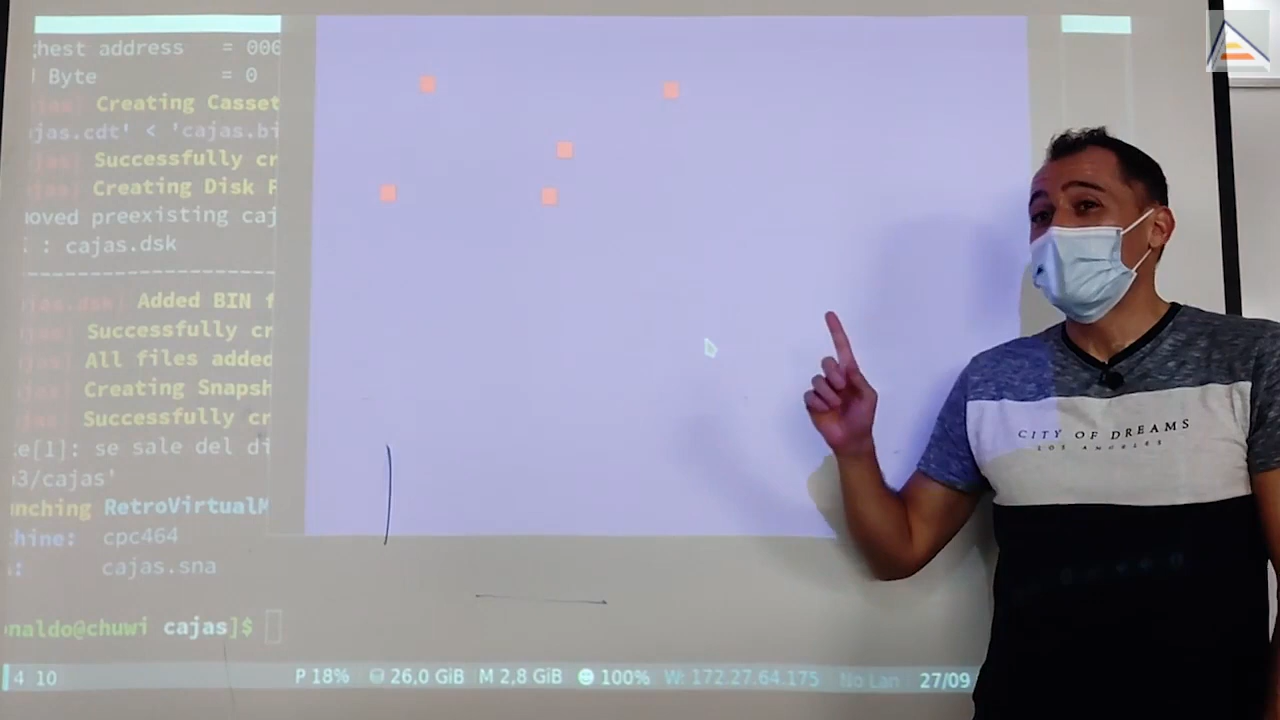 ghest address = 000
Byte = 0
Creating Casset
jas.cdt' < 'cajas.bi
Successfully cr
Creating Disk
oved preexisting caj
: cajas.dsk
Added BIN f
Successfully cr
All files added
Creating Snapsh
Successfully cr
e[1]: se sale del di
3/cajas'
nching RetroVirtualM
hine: cpc464
: cajas.sna
naldo@chuwi cajas]$
4 10 P 18% 26,0 GiB M 2,8 GiB 100% W: 172.27.64.175 No Lan 27/09
CITY OF DREAMS
LOS ANGELES